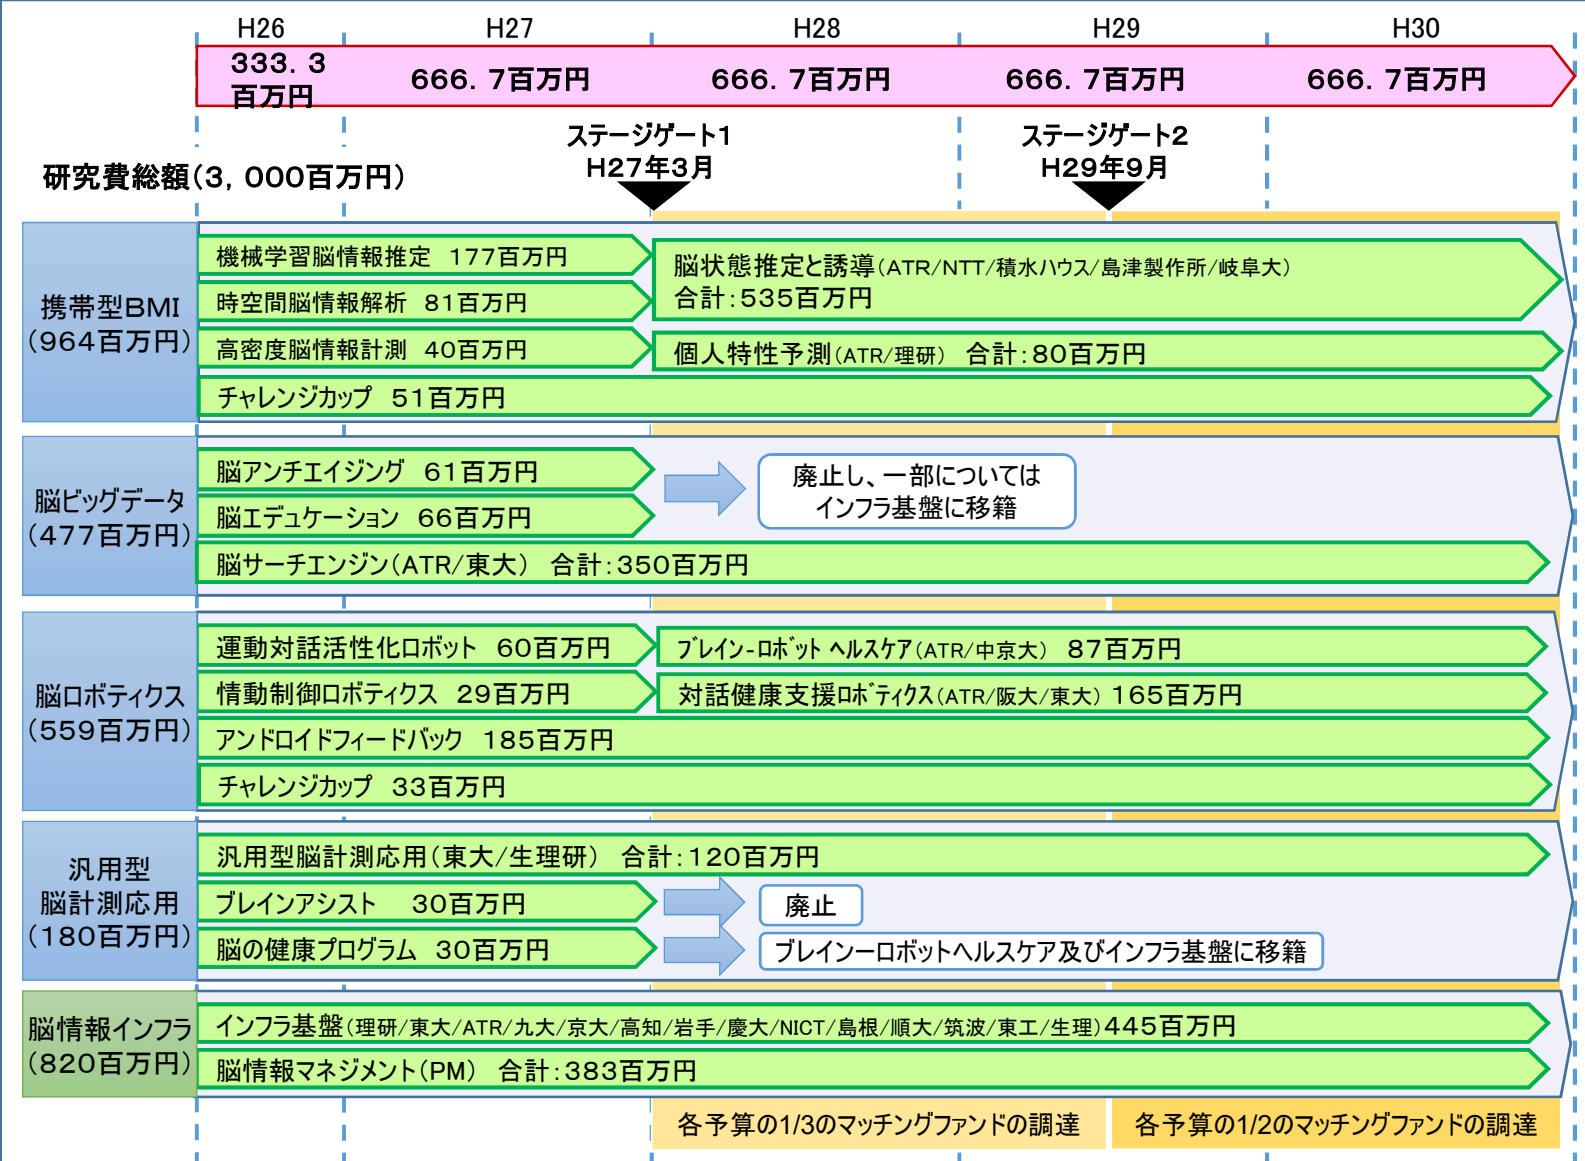 H26
H27
H28
H29
H30
333. 3
百万円
666. 7百万円
666. 7百万円
666. 7百万円
666. 7百万円
ステージゲート1
H27年3月
ステージゲート2
H29年9月
研究費総額(3, 000百万円)
携帯型BMI
(964百万円)
機械学習脳情報推定 177百万円
時空間脳情報解析 81百万円
高密度脳情報計測 40百万円
チャレンジカップ 51百万円
脳状態推定と誘導(ATR/NTT/積水ハウス/島津製作所/岐阜大)
合計:535百万円
個人特性予測(ATR/理研) 合計:80百万円
脳ビッグデータ
(477百万円)
脳アンチエイジング 61百万円
脳エデュケーション 66百万円
廃止し、一部については
インフラ基盤に移籍
脳サーチエンジン(ATR/東大) 合計:350百万円
脳ロボティクス
(559百万円)
運動対話活性化ロボット 60百万円
ブレイン-ロボット ヘルスケア(ATR/中京大) 87百万円
情動制御ロボティクス 29百万円
対話健康支援ロボティクス(ATR/阪大/東大) 165百万円
アンドロイドフィードバック 185百万円
チャレンジカップ 33百万円
汎用型
脳計測応用
(180百万円)
汎用型脳計測応用(東大/生理研) 合計:120百万円
ブレインアシスト 30百万円
廃止
脳の健康プログラム 30百万円
ブレインーロボットヘルスケア及びインフラ基盤に移籍
脳情報インフラ
(820百万円)
インフラ基盤(理研/東大/ATR/九大/京大/高知/岩手/慶大/NICT/島根/順大/筑波/東工/生理)445百万円
脳情報マネジメント(PM) 合計:383百万円
各予算の1/3のマッチングファンドの調達
各予算の1/2のマッチングファンドの調達